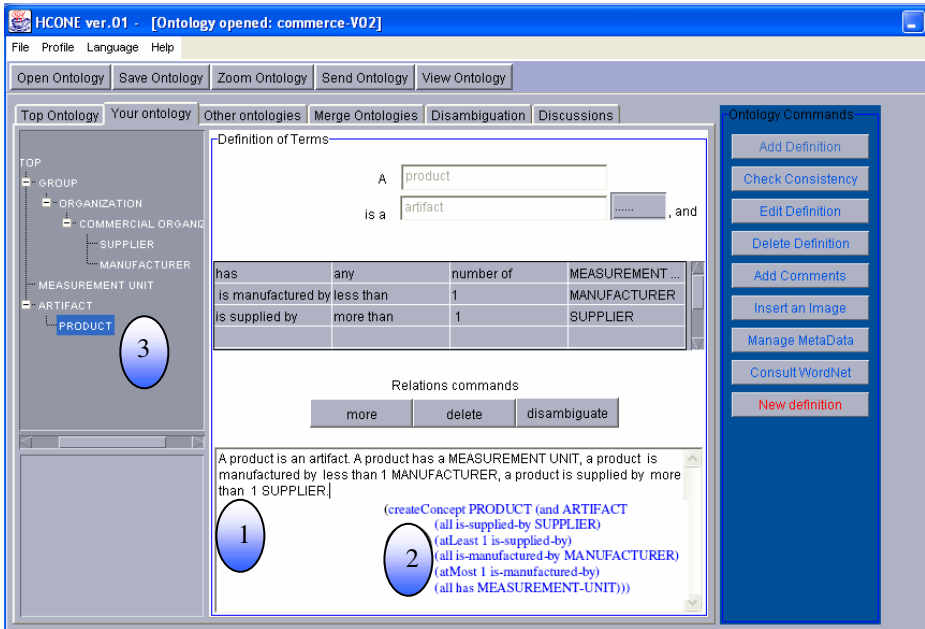 HCONE ver.01 - [Ontology opened: commerce-V02]
File Profile Language Help
Open Ontology Save Ontology Zoom Ontology Send Ontology View Ontology
Top Ontology Your ontology Other ontologies Merge Ontologies Disambiguation Discussions
Ontology Commands
Definition of Terms
TOP
GROUP
ORGANIZATION
COMMERCIAL ORGANIZ
SUPPLIER
MANUFACTURER
MEASUREMENT UNIT
ARTIFACT
PRODUCT
3
A product
is a artifact ...... , and
has any number of MEASUREMENT ...
is manufactured by less than 1 MANUFACTURER
is supplied by more than 1 SUPPLIER
Relations commands
more delete disambiguate
A product is an artifact. A product has a MEASUREMENT UNIT, a product is
manufactured by less than 1 MANUFACTURER, a product is supplied by more
than 1 SUPPLIER.
1
2
(createConcept PRODUCT (and ARTIFACT
(all is-supplied-by SUPPLIER)
(atLeast 1 is-supplied-by)
(all is-manufactured-by MANUFACTURER)
(atMost 1 is-manufactured-by)
(all has MEASUREMENT-UNIT)))
Add Definition
Check Consistency
Edit Definition
Delete Definition
Add Comments
Insert an Image
Manage MetaData
Consult WordNet
New definition